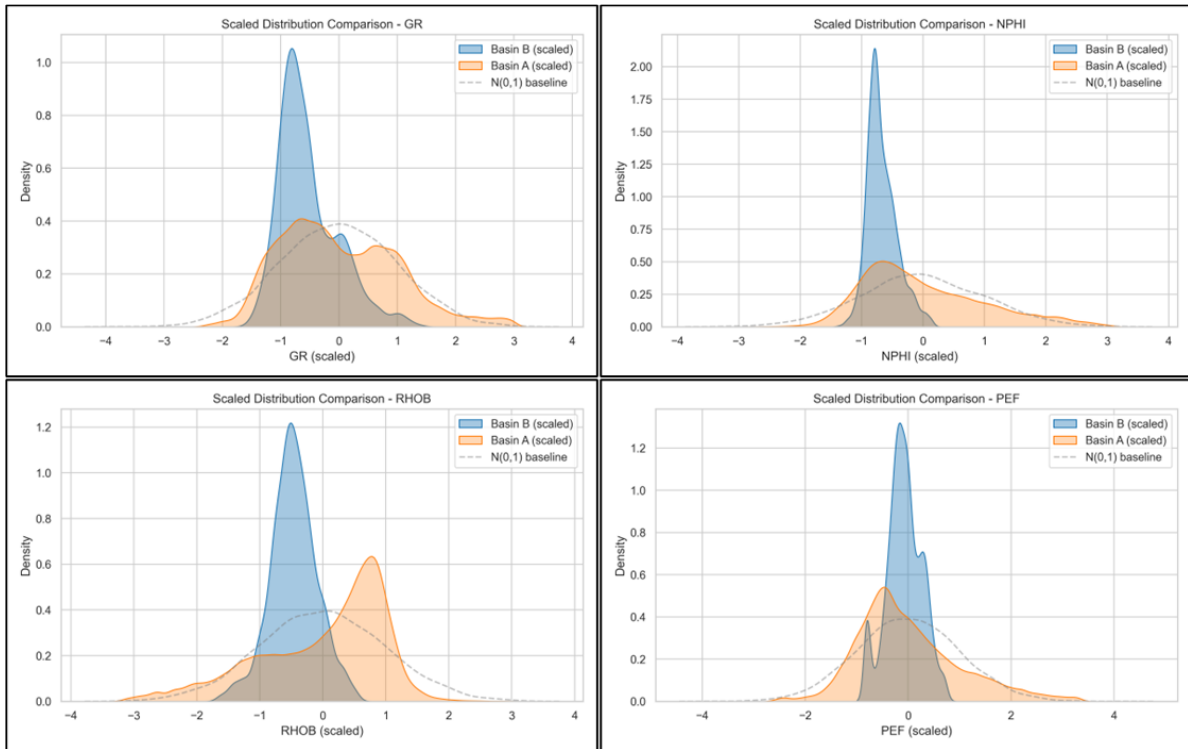 Scaled Distribution Comparison - GR
Basin B (scaled)
Basin A (scaled)
N(0,1) baseline
Density
1.0
0.8
0.6
0.4
0.2
0.0
−4 −3 −2 −1 0 1 2 3 4
GR (scaled)
Scaled Distribution Comparison - NPHI
Basin B (scaled)
Basin A (scaled)
N(0,1) baseline
Density
2.00
1.75
1.50
1.25
1.00
0.75
0.50
0.25
0.00
−4 −3 −2 −1 0 1 2 3 4
NPHI (scaled)
Scaled Distribution Comparison - RHOB
Basin B (scaled)
Basin A (scaled)
N(0,1) baseline
Density
1.2
1.0
0.8
0.6
0.4
0.2
0.0
−4 −3 −2 −1 0 1 2 3 4
RHOB (scaled)
Scaled Distribution Comparison - PEF
Basin B (scaled)
Basin A (scaled)
N(0,1) baseline
Density
1.2
1.0
0.8
0.6
0.4
0.2
0.0
−4 −2 0 2 4
PEF (scaled)